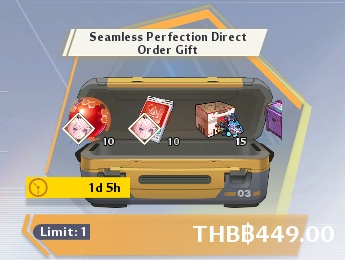 Seamless Perfection Direct
Order Gift
10
10
15
1d 5h
03
Limit: 1
THB฿449.00